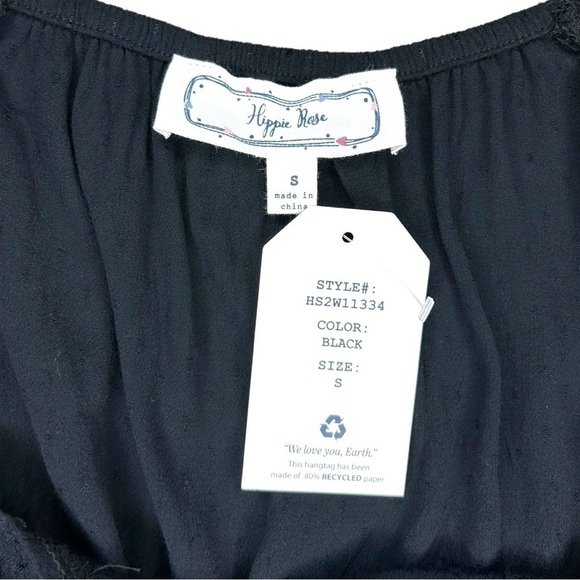 Hippie Rose
S
made in
china
STYLE#:
HS2W11334
COLOR:
BLACK
SIZE:
S
"We love you, Earth."
This hangtag has been
made of 80% RECYCLED paper